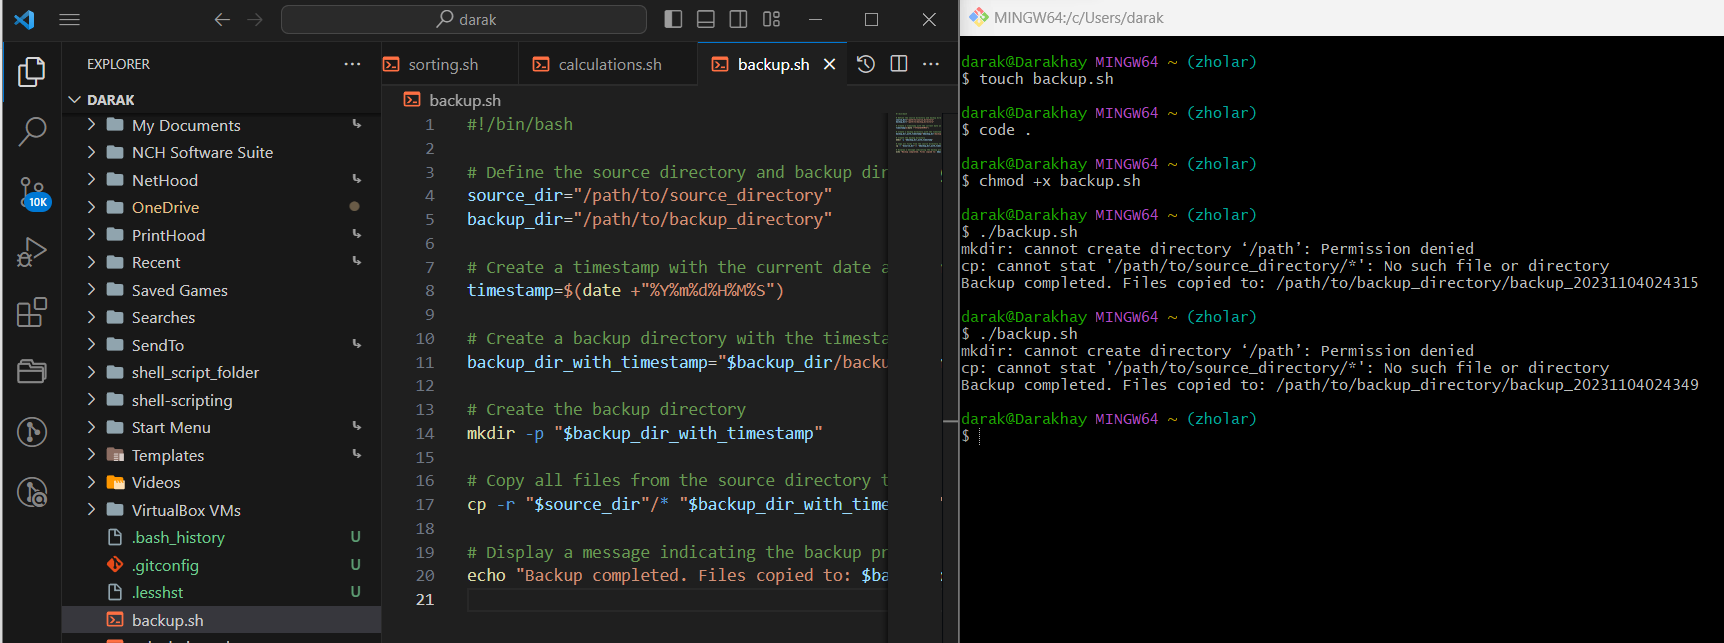 darak
EXPLORER
DARAK
My Documents
NCH Software Suite
NetHood
OneDrive
PrintHood
Recent
Saved Games
Searches
SendTo
shell_script_folder
shell-scripting
Start Menu
Templates
Videos
VirtualBox VMs
.bash_history U
.gitconfig U
.lesshst U
backup.sh
10K
sorting.sh
calculations.sh
backup.sh
backup.sh
1 #!/bin/bash
2
3 # Define the source directory and backup dir
4 source_dir="/path/to/source_directory"
5 backup_dir="/path/to/backup_directory"
6
7 # Create a timestamp with the current date a
8 timestamp=$(date +"%Y%m%d%H%M%S")
9
10 # Create a backup directory with the timesta
11 backup_dir_with_timestamp="$backup_dir/backu
12
13 # Create the backup directory
14 mkdir -p "$backup_dir_with_timestamp"
15
16 # Copy all files from the source directory t
17 cp -r "$source_dir"/* "$backup_dir_with_time
18
19 # Display a message indicating the backup pr
20 echo "Backup completed. Files copied to: $ba
21
MINGW64:/c/Users/darak
darak@Darakhay MINGW64 ~ (zholar)
$ touch backup.sh
darak@Darakhay MINGW64 ~ (zholar)
$ code .
darak@Darakhay MINGW64 ~ (zholar)
$ chmod +x backup.sh
darak@Darakhay MINGW64 ~ (zholar)
$ ./backup.sh
mkdir: cannot create directory ‘/path’: Permission denied
cp: cannot stat '/path/to/source_directory/*': No such file or directory
Backup completed. Files copied to: /path/to/backup_directory/backup_20231104024315
darak@Darakhay MINGW64 ~ (zholar)
$ ./backup.sh
mkdir: cannot create directory ‘/path’: Permission denied
cp: cannot stat '/path/to/source_directory/*': No such file or directory
Backup completed. Files copied to: /path/to/backup_directory/backup_20231104024349
darak@Darakhay MINGW64 ~ (zholar)
$